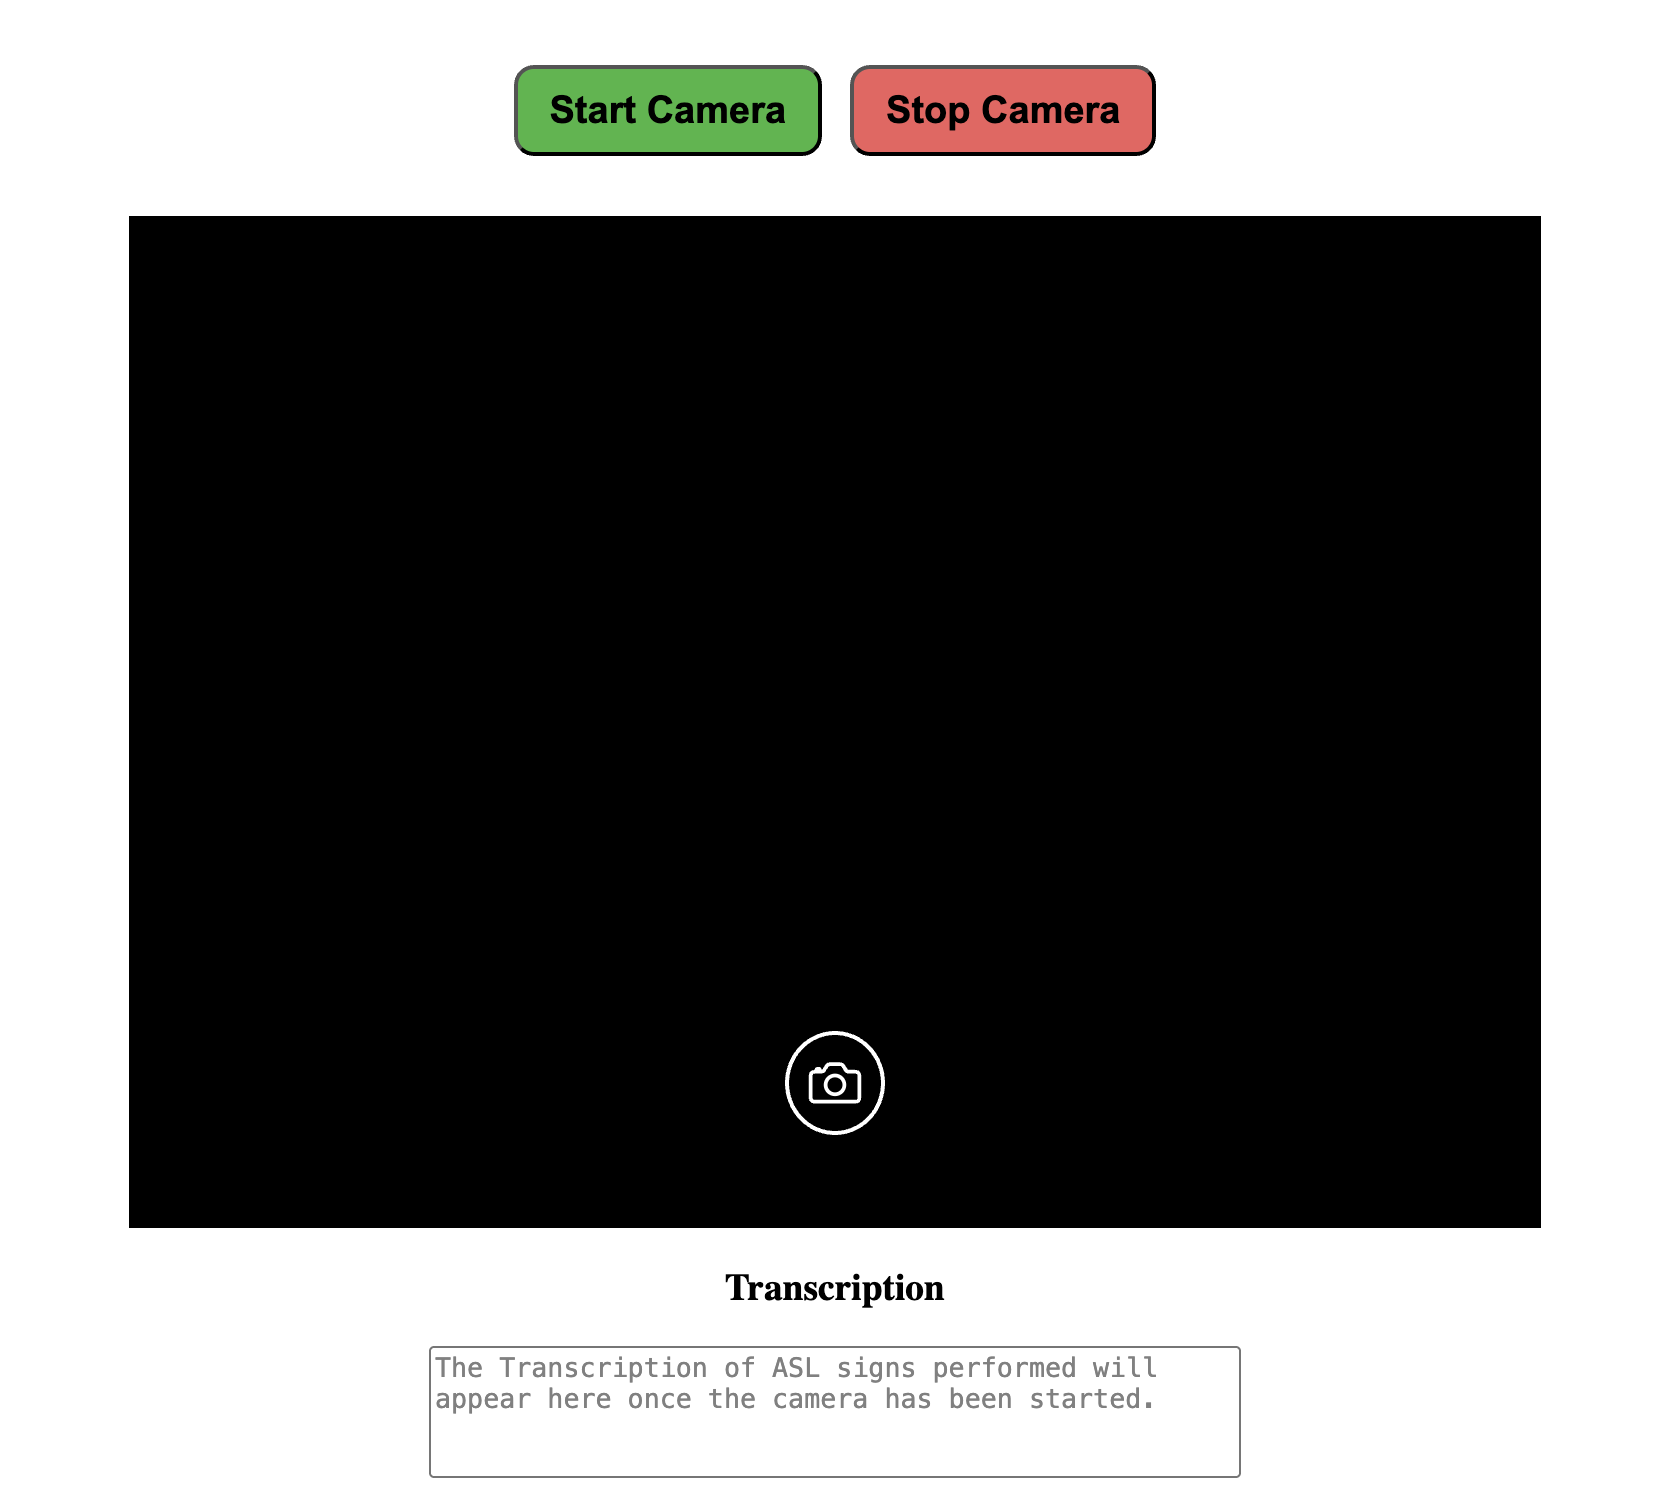 Start Camera
Stop Camera
Transcription
The Transcription of ASL signs performed will
appear here once the camera has been started.